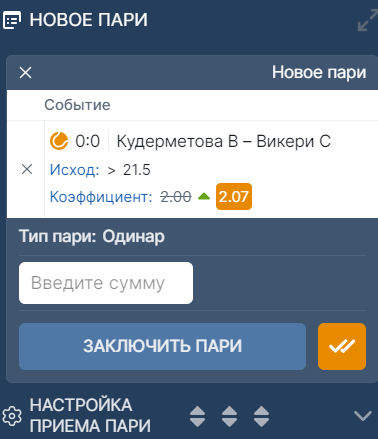 НОВОЕ ПАРИ
Новое пари
Событие
0:0 Кудерметова В – Викери С
Исход: > 21.5
Коэффициент: 2.00 2.07
Тип пари: Одинар
Введите сумму
ЗАКЛЮЧИТЬ ПАРИ
НАСТРОЙКА
ПРИЕМА ПАРИ